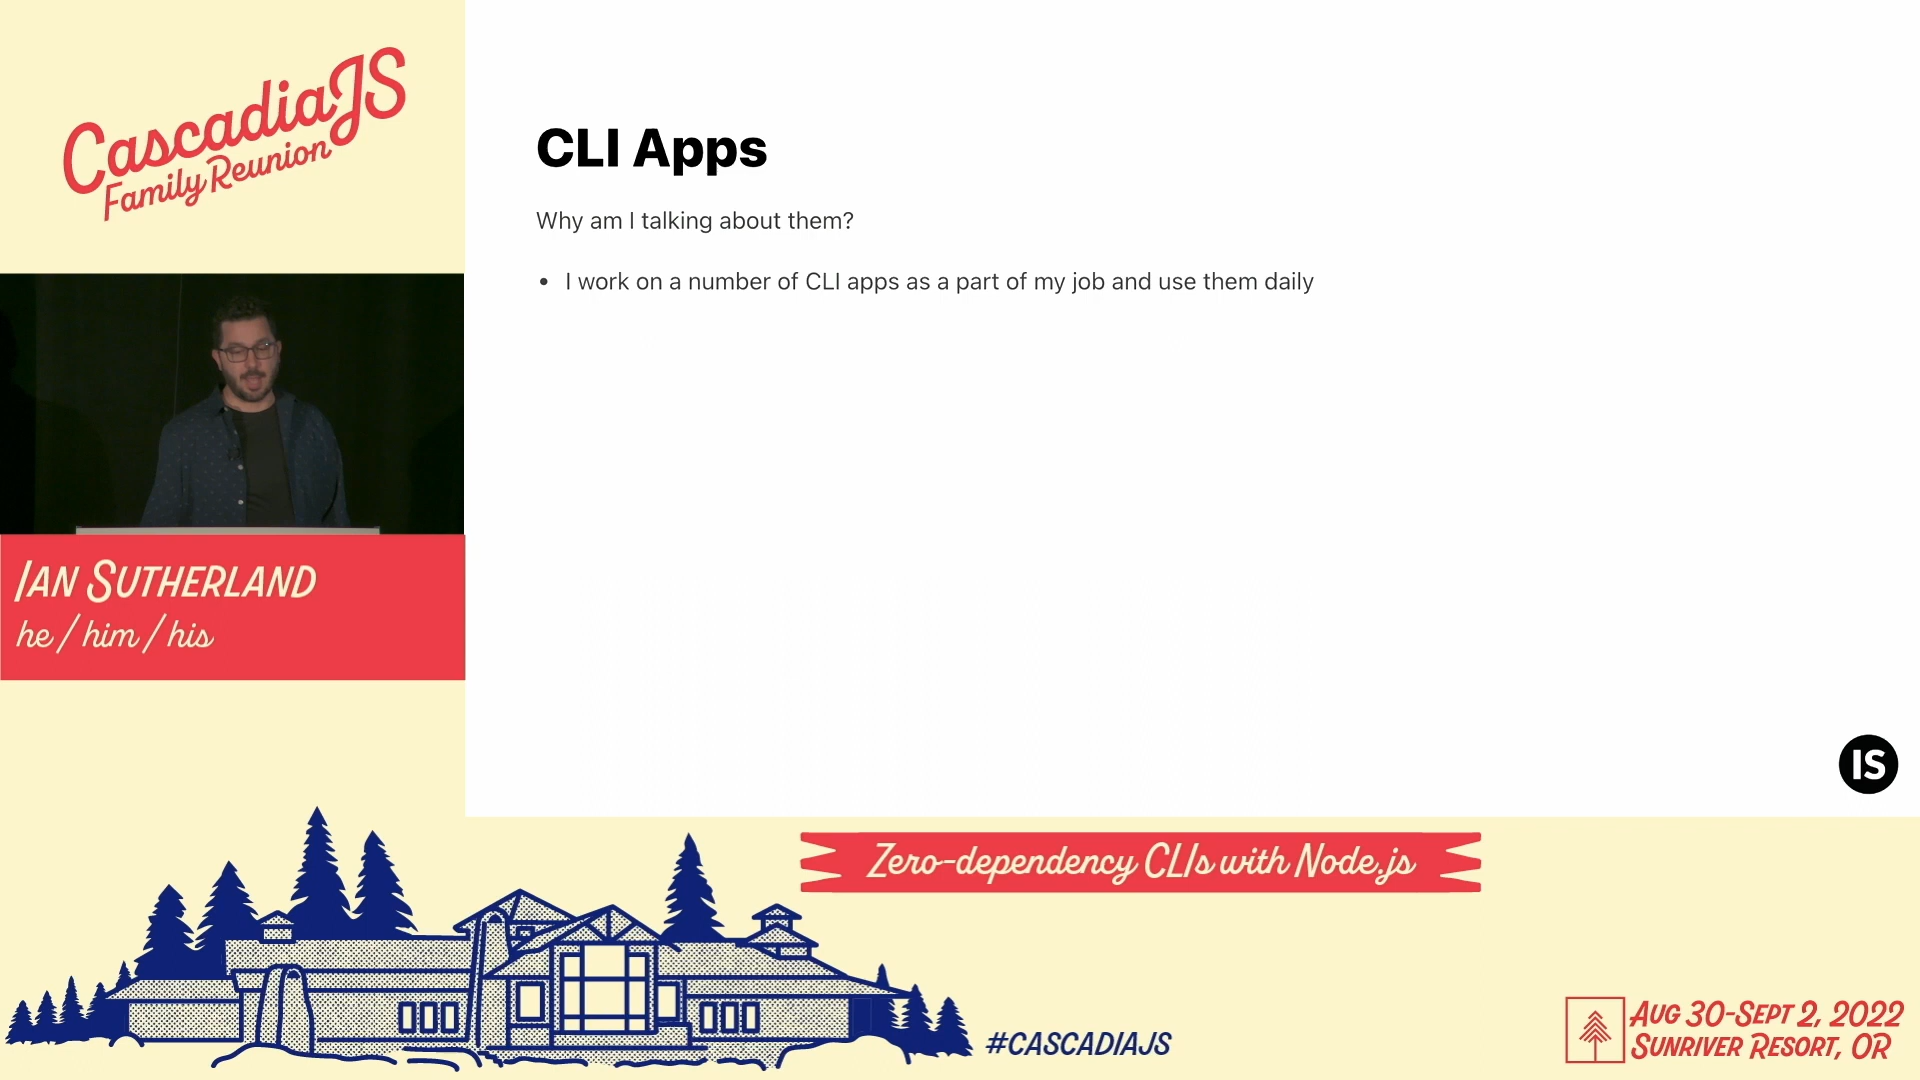 CascadiaJS
Family Reunion
CLI Apps
Why am I talking about them?
• I work on a number of CLI apps as a part of my job and use them daily
IAN SUTHERLAND
he / him / his
IS
Zero-dependency CLIs with Node.js
#CASCADIAJS
AUG 30-SEPT 2, 2022
SUNRIVER RESORT, OR